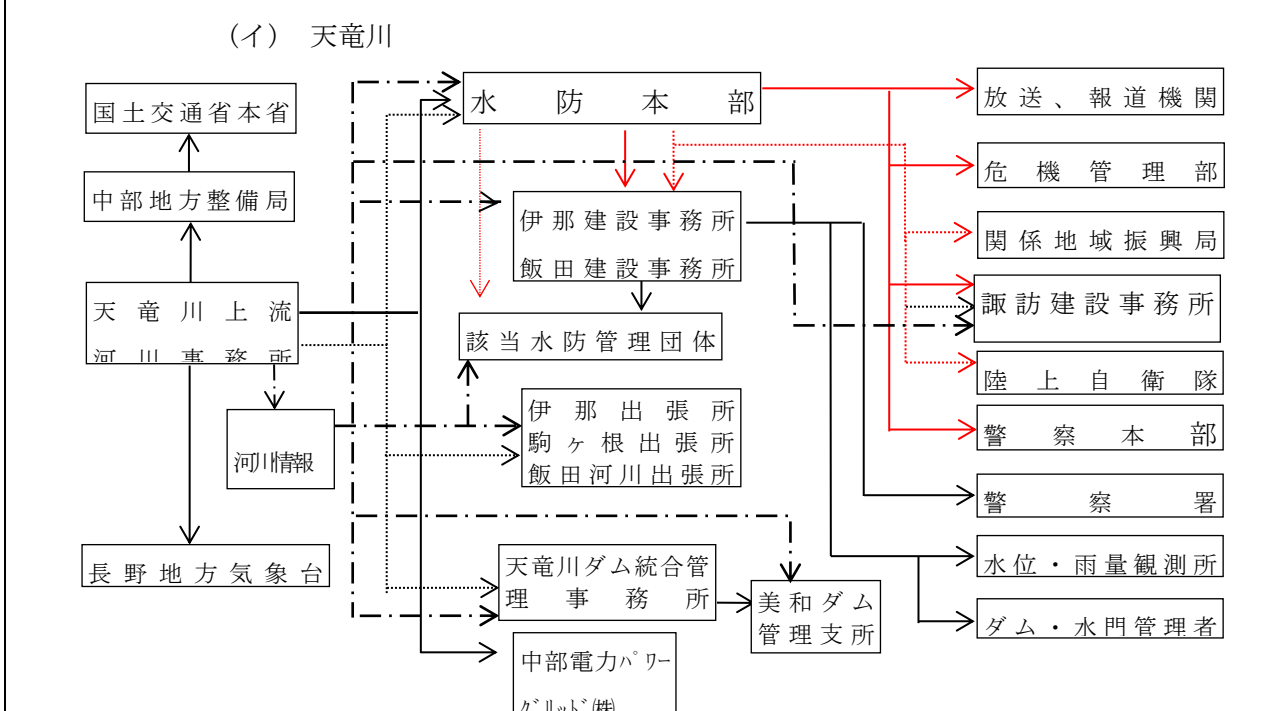 (イ) 天竜川
国土交通省本省
中部地方整備局
天竜川上流
河川事務所
河川情報
長野地方気象台
水防本部
伊那建設事務所
飯田建設事務所
該当水防管理団体
伊那出張所
駒ヶ根出張所
飯田河川出張所
天竜川ダム統合管
理事務所
美和ダム
管理支所
中部電力パワー
グリッド㈱
放送、報道機関
危機管理部
関係地域振興局
諏訪建設事務所
陸上自衛隊
警察本部
警察署
水位・雨量観測所
ダム・水門管理者